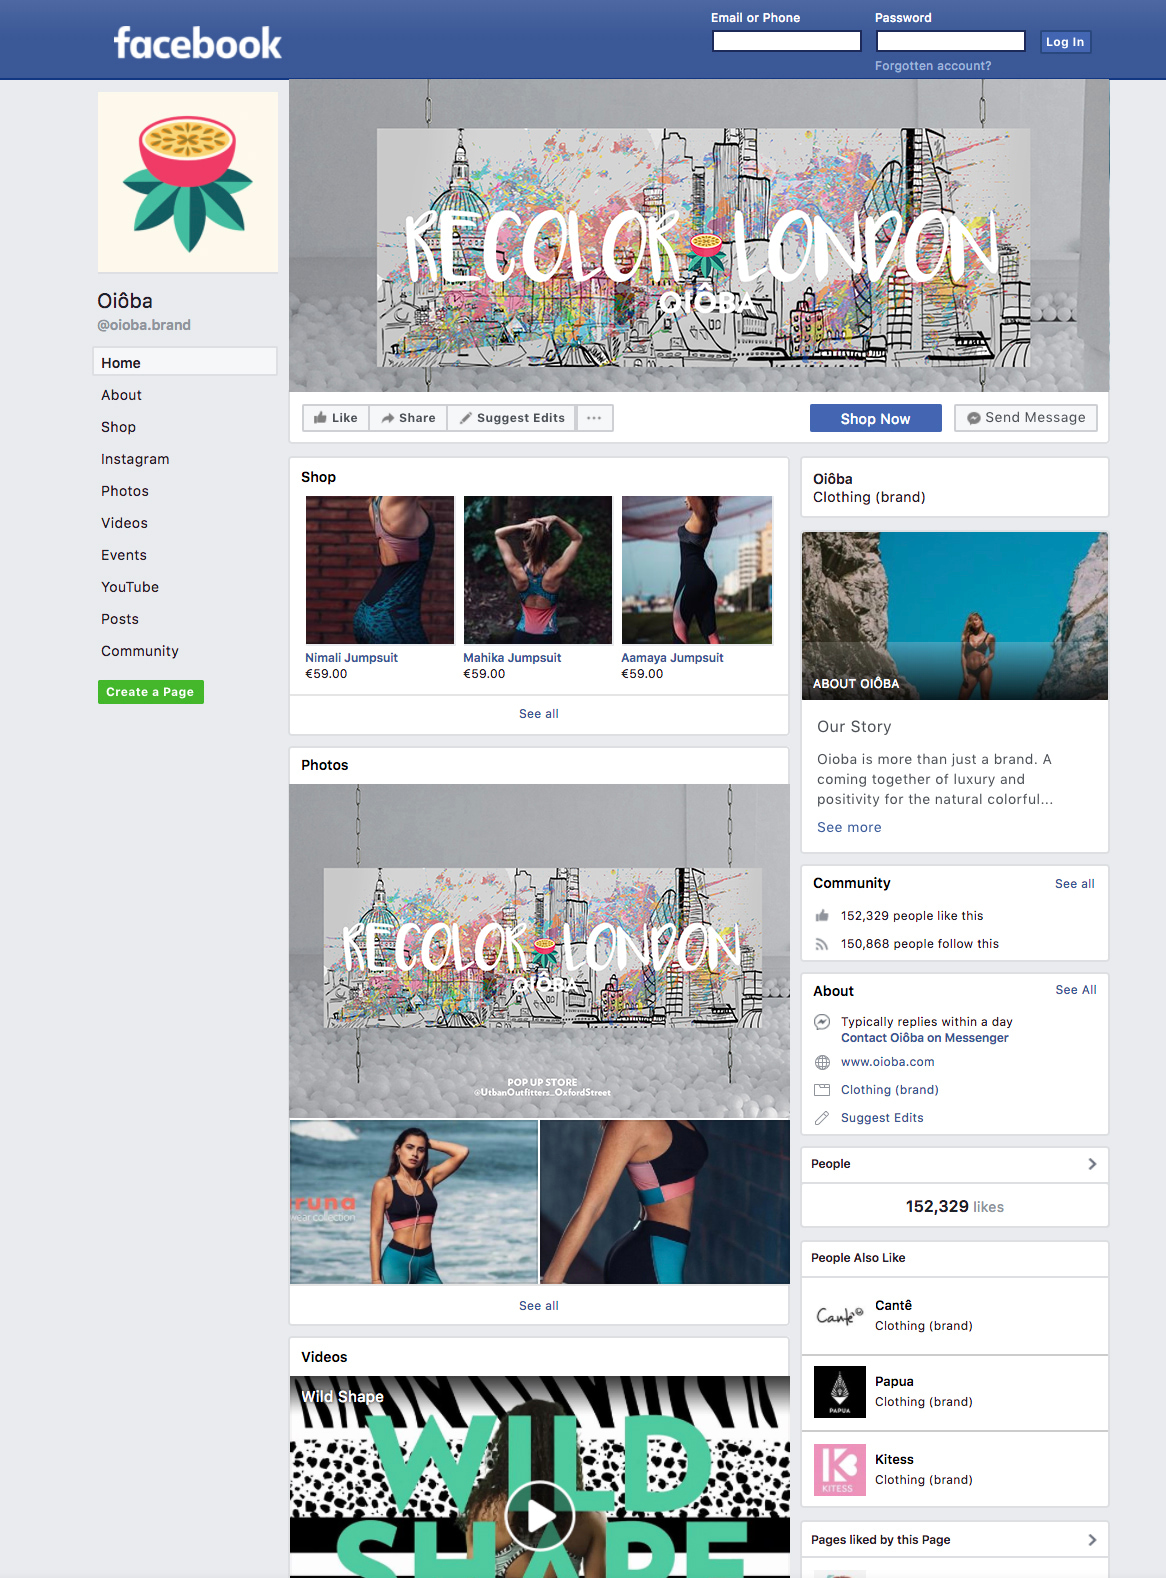 facebook
Email or Phone
Password
Log In
Forgotten account?
RECOLOR LONDON
OIÔBA
Oiôba
@oioba.brand
Home
About
Shop
Instagram
Photos
Videos
Events
YouTube
Posts
Community
Create a Page
Like
Share
Suggest Edits
Shop Now
Send Message
Shop
Nimali Jumpsuit
€59.00
Mahika Jumpsuit
€59.00
Aamaya Jumpsuit
€59.00
See all
Photos
RECOLOR LONDON
OIÔBA
POP UP STORE
@UtbanOutfitters_OxfordStreet
runa
wear collection
See all
Videos
Wild Shape
WILD
SHAPE
Oiôba
Clothing (brand)
ABOUT OIÔBA
Our Story
Oioba is more than just a brand. A
coming together of luxury and
positivity for the natural colorful...
See more
Community
See all
152,329 people like this
150,868 people follow this
About
See All
Typically replies within a day
Contact Oiôba on Messenger
www.oioba.com
Clothing (brand)
Suggest Edits
People
152,329 likes
People Also Like
Cantê
Cantê
Clothing (brand)
PAPUA
Papua
Clothing (brand)
KITESS
Kitess
Clothing (brand)
Pages liked by this Page